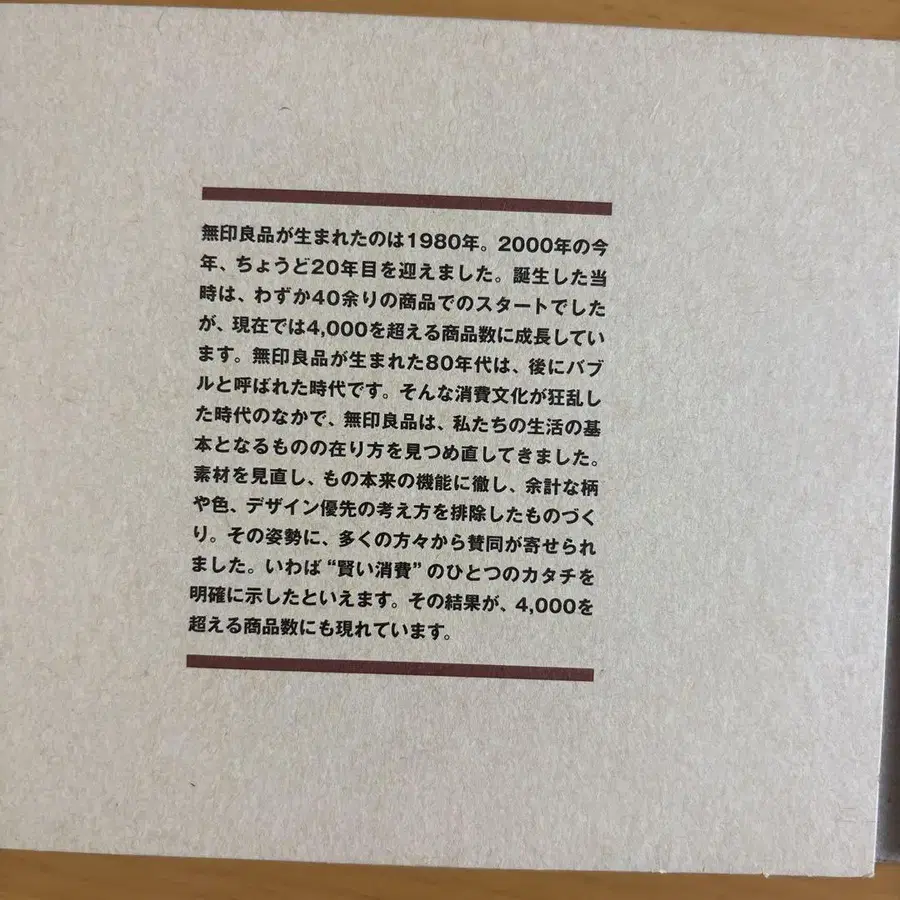 無印良品が生まれたのは1980年。2000年の今
年、ちょうど20年目を迎えました。誕生した当
時は、わずか40余りの商品でのスタートでした
が、現在では4,000を超える商品数に成長してい
ます。無印良品が生まれた80年代は、後にバブ
ルと呼ばれた時代です。そんな消費文化が狂乱し
た時代のなかで、無印良品は、私たちの生活の基
本となるものの在り方を見つめ直してきました。
素材を見直し、もの本来の機能に徹し、余計な柄
や色、デザイン優先の考え方を排除したものづく
り。その姿勢に、多くの方々から賛同が寄せられ
ました。いわば“賢い消費”のひとつのカタチを
明確に示したといえます。その結果が、4,000を
超える商品数にも現れています。